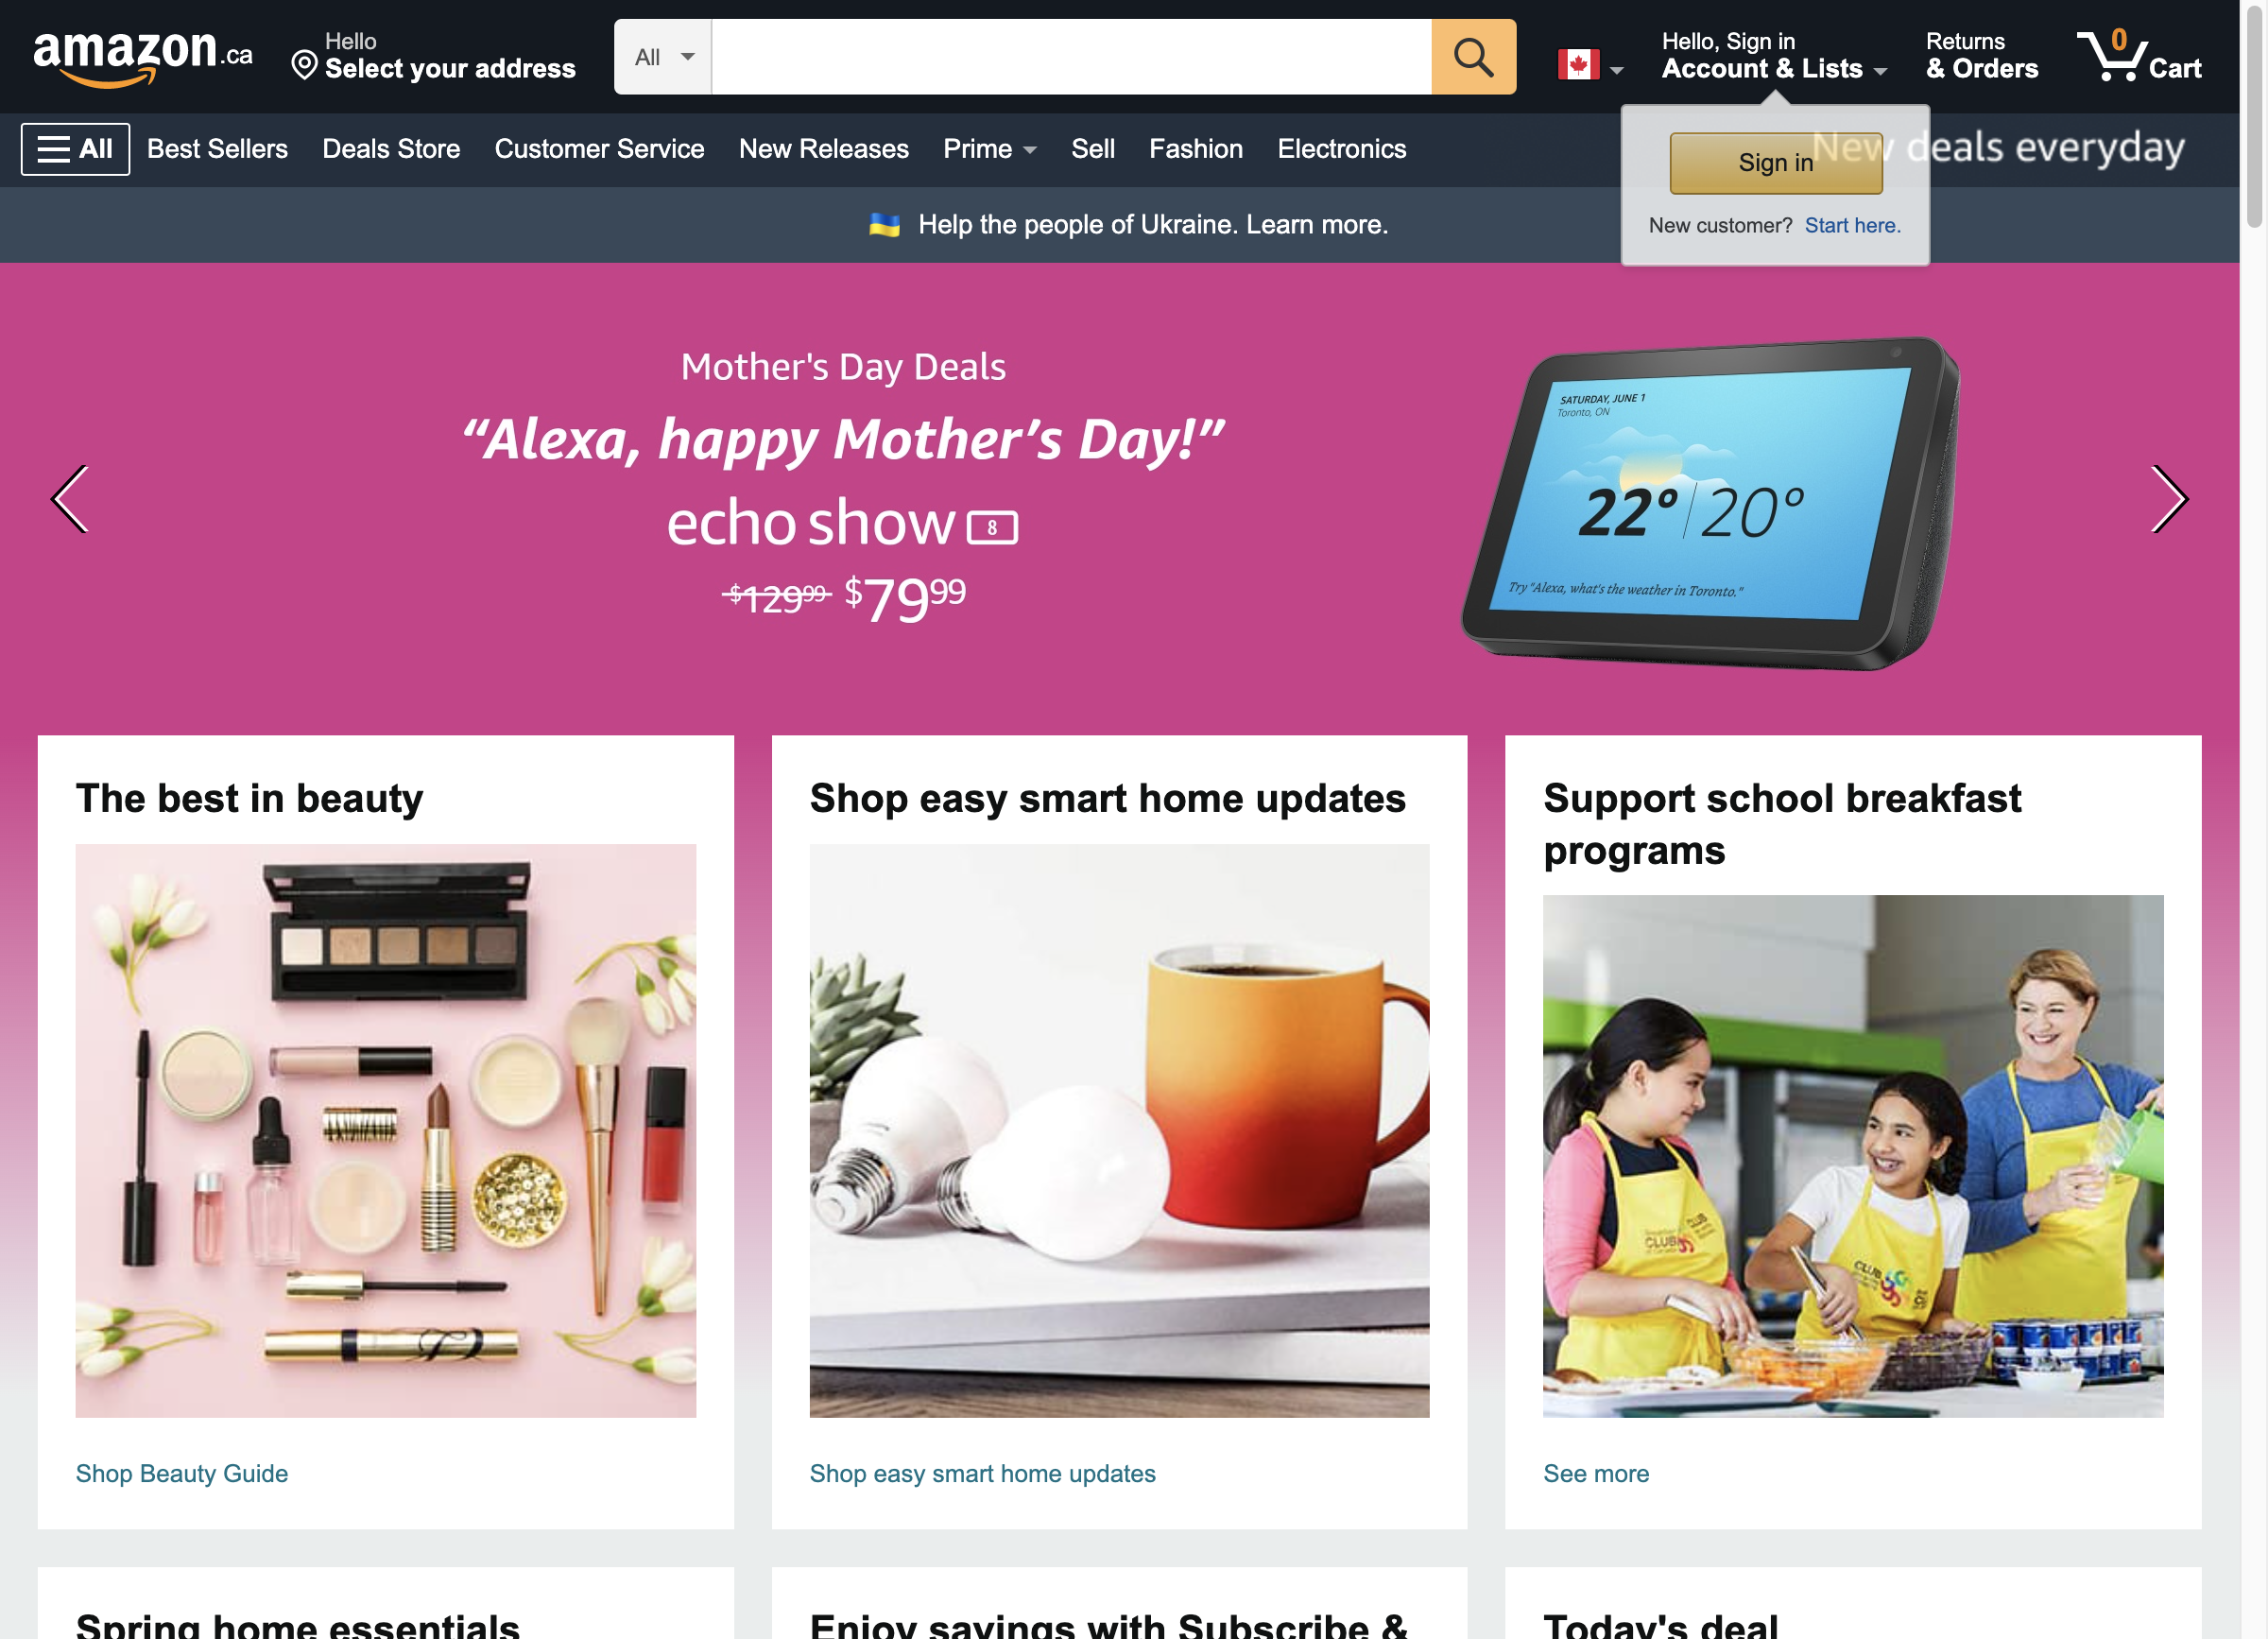 amazon.ca
Hello
Select your address
All
Hello, Sign in
Account & Lists
Returns
& Orders
0
Cart
All
Best Sellers
Deals Store
Customer Service
New Releases
Prime
Sell
Fashion
Electronics
New deals everyday
Sign in
New customer? Start here.
Help the people of Ukraine. Learn more.
Mother's Day Deals
“Alexa, happy Mother’s Day!”
echo show 8
$129.99 $79.99
SATURDAY, JUNE 1
Toronto, ON
22° 20°
Try "Alexa, what's the weather in Toronto."
The best in beauty
Shop easy smart home updates
Support school breakfast
programs
CLUB
CLUB
Shop Beauty Guide
Shop easy smart home updates
See more
Spring home essentials
Enjoy savings with Subscribe &
Today's deal